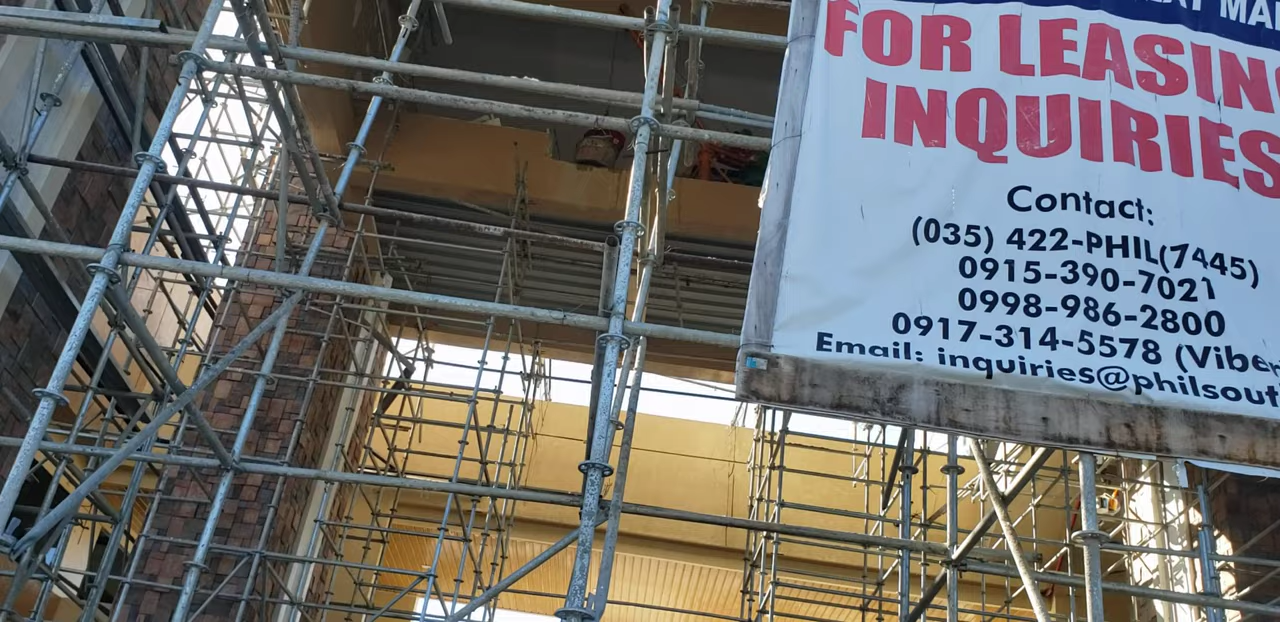 FOR LEASING
INQUIRIES
Contact:
(035) 422-PHIL(7445)
0915-390-7021
0998-986-2800
0917-314-5578 (Viber
Email: inquiries@philsout